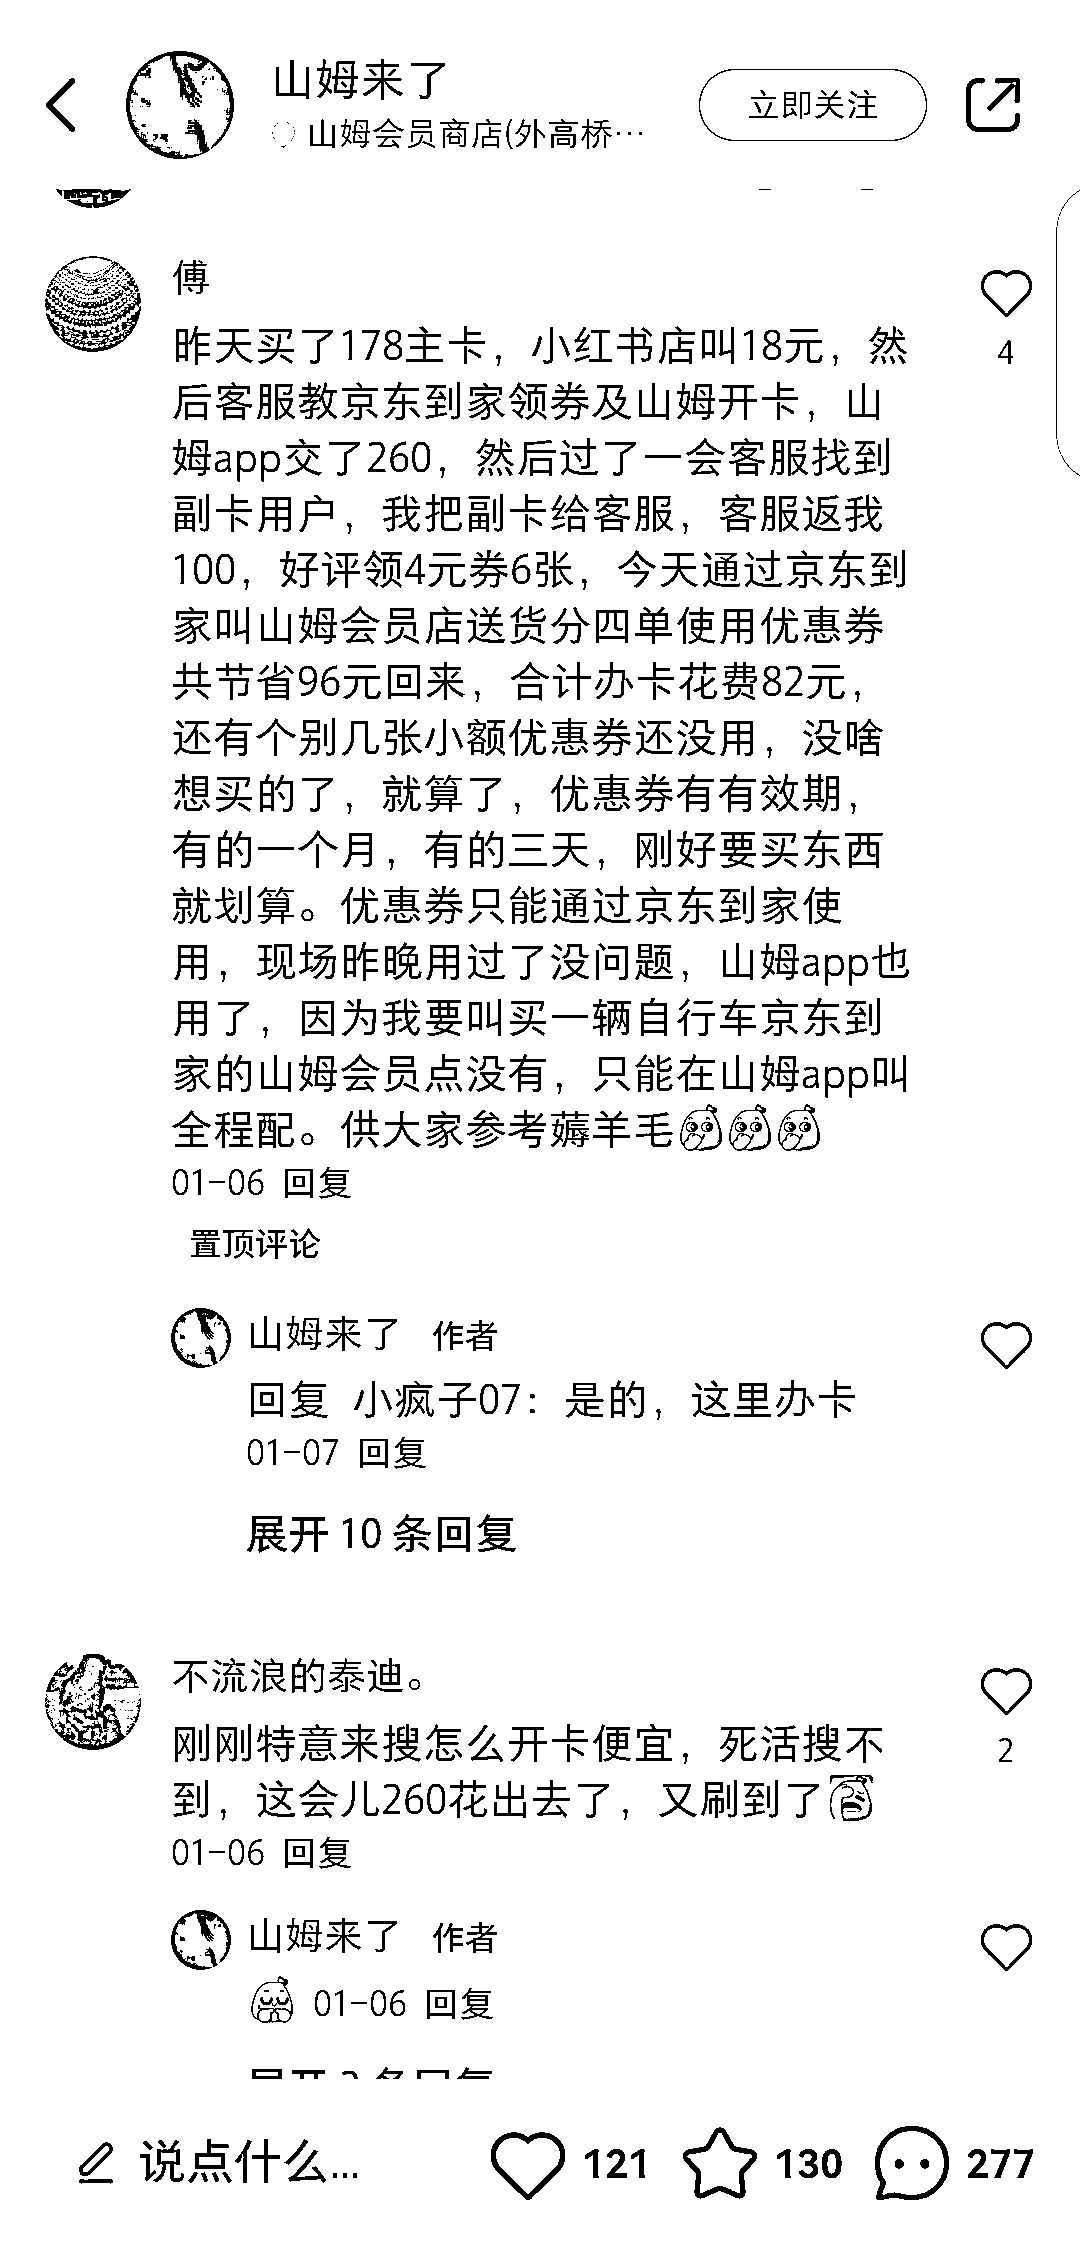 山姆来了
山姆会员商店(外高桥…
立即关注
傅
昨天买了178主卡，小红书店叫18元，然
后客服教京东到家领券及山姆开卡，山
姆app交了260，然后过了一会客服找到
副卡用户，我把副卡给客服，客服返我
100，好评领4元券6张，今天通过京东到
家叫山姆会员店送货分四单使用优惠券
共节省96元回来，合计办卡花费82元，
还有个别几张小额优惠券还没用，没啥
想买的了，就算了，优惠券有有效期，
有的一个月，有的三天，刚好要买东西
就划算。优惠券只能通过京东到家使
用，现场昨晚用过了没问题，山姆app也
用了，因为我要叫买一辆自行车京东到
家的山姆会员点没有，只能在山姆app叫
全程配。供大家参考薅羊毛
4
01-06 回复
置顶评论
山姆来了 作者
回复 小疯子07：是的，这里办卡
01-07 回复
展开 10 条回复
不流浪的泰迪。
刚刚特意来搜怎么开卡便宜，死活搜不
到，这会儿260花出去了，又刷到了
2
01-06 回复
山姆来了 作者
01-06 回复
说点什么...
121
130
277